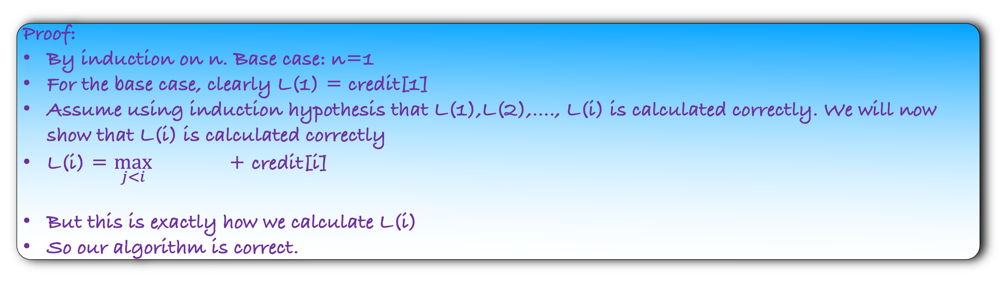 Proof:
• By induction on n. Base case: n=1
• For the base case, clearly L(1) = credit[1]
• Assume using induction hypothesis that L(1),L(2),...., L(i) is calculated correctly. We will now
show that L(i) is calculated correctly
• L(i) = max + credit[i]
j<i
• But this is exactly how we calculate L(i)
• So our algorithm is correct.